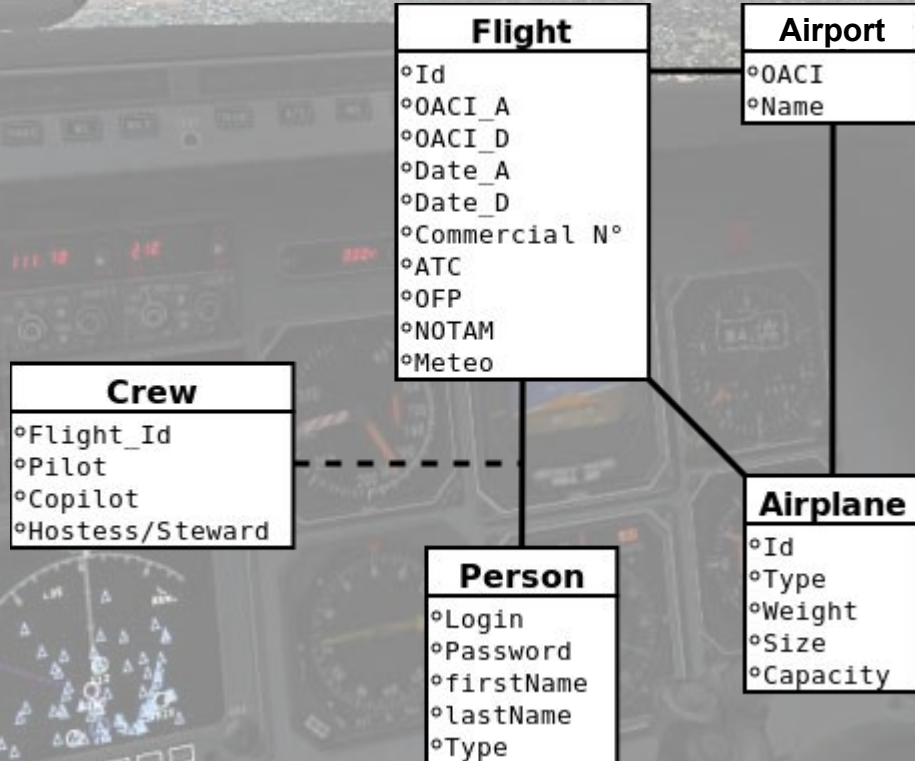 Flight
Id
OACI_A
OACI_D
Date_A
Date_D
Commercial N°
ATC
OFP
NOTAM
Meteo
Airport
OACI
Name
Crew
Flight_Id
Pilot
Copilot
Hostess/Steward
Person
Login
Password
firstName
lastName
Type
Airplane
Id
Type
Weight
Size
Capacity